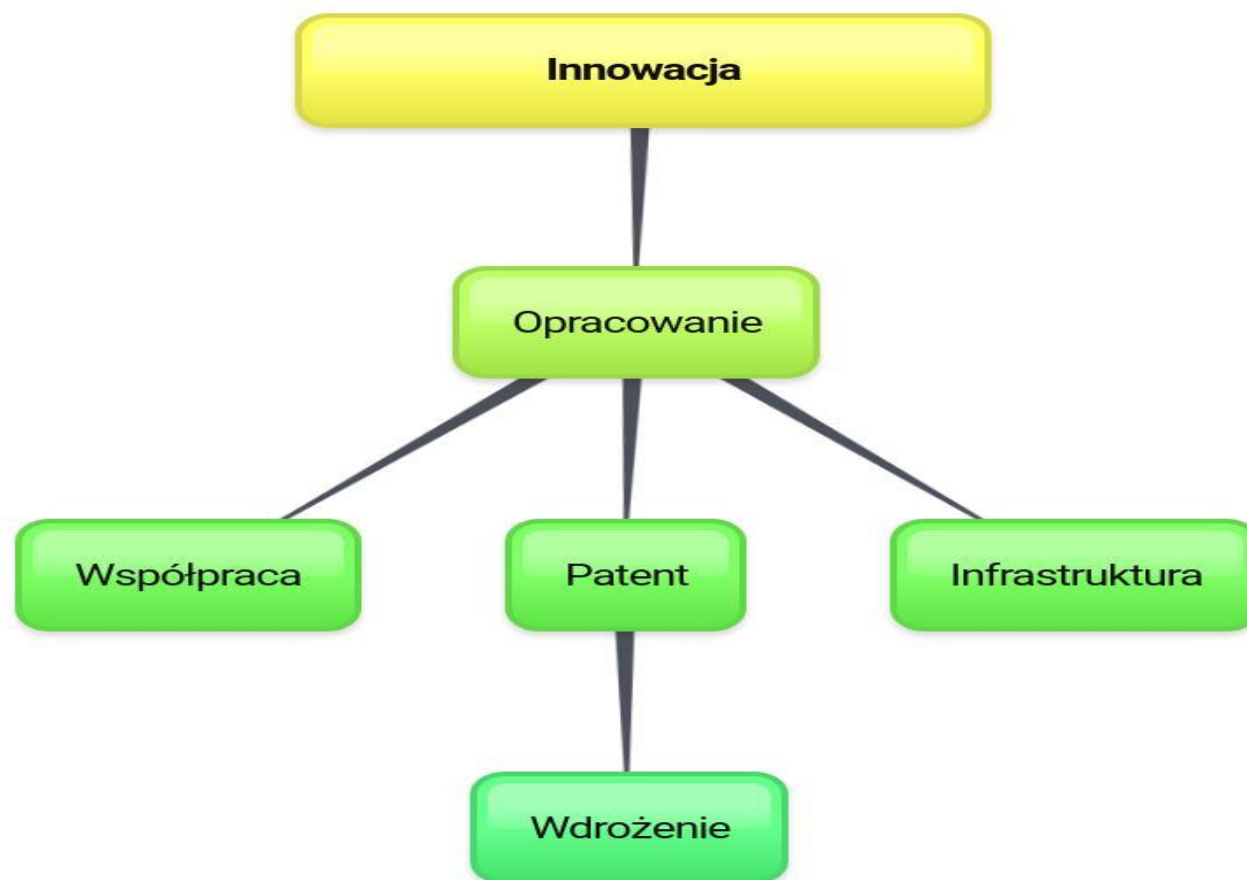 Innowacja
Opracowanie
Współpraca
Patent
Infrastruktura
Wdrożenie